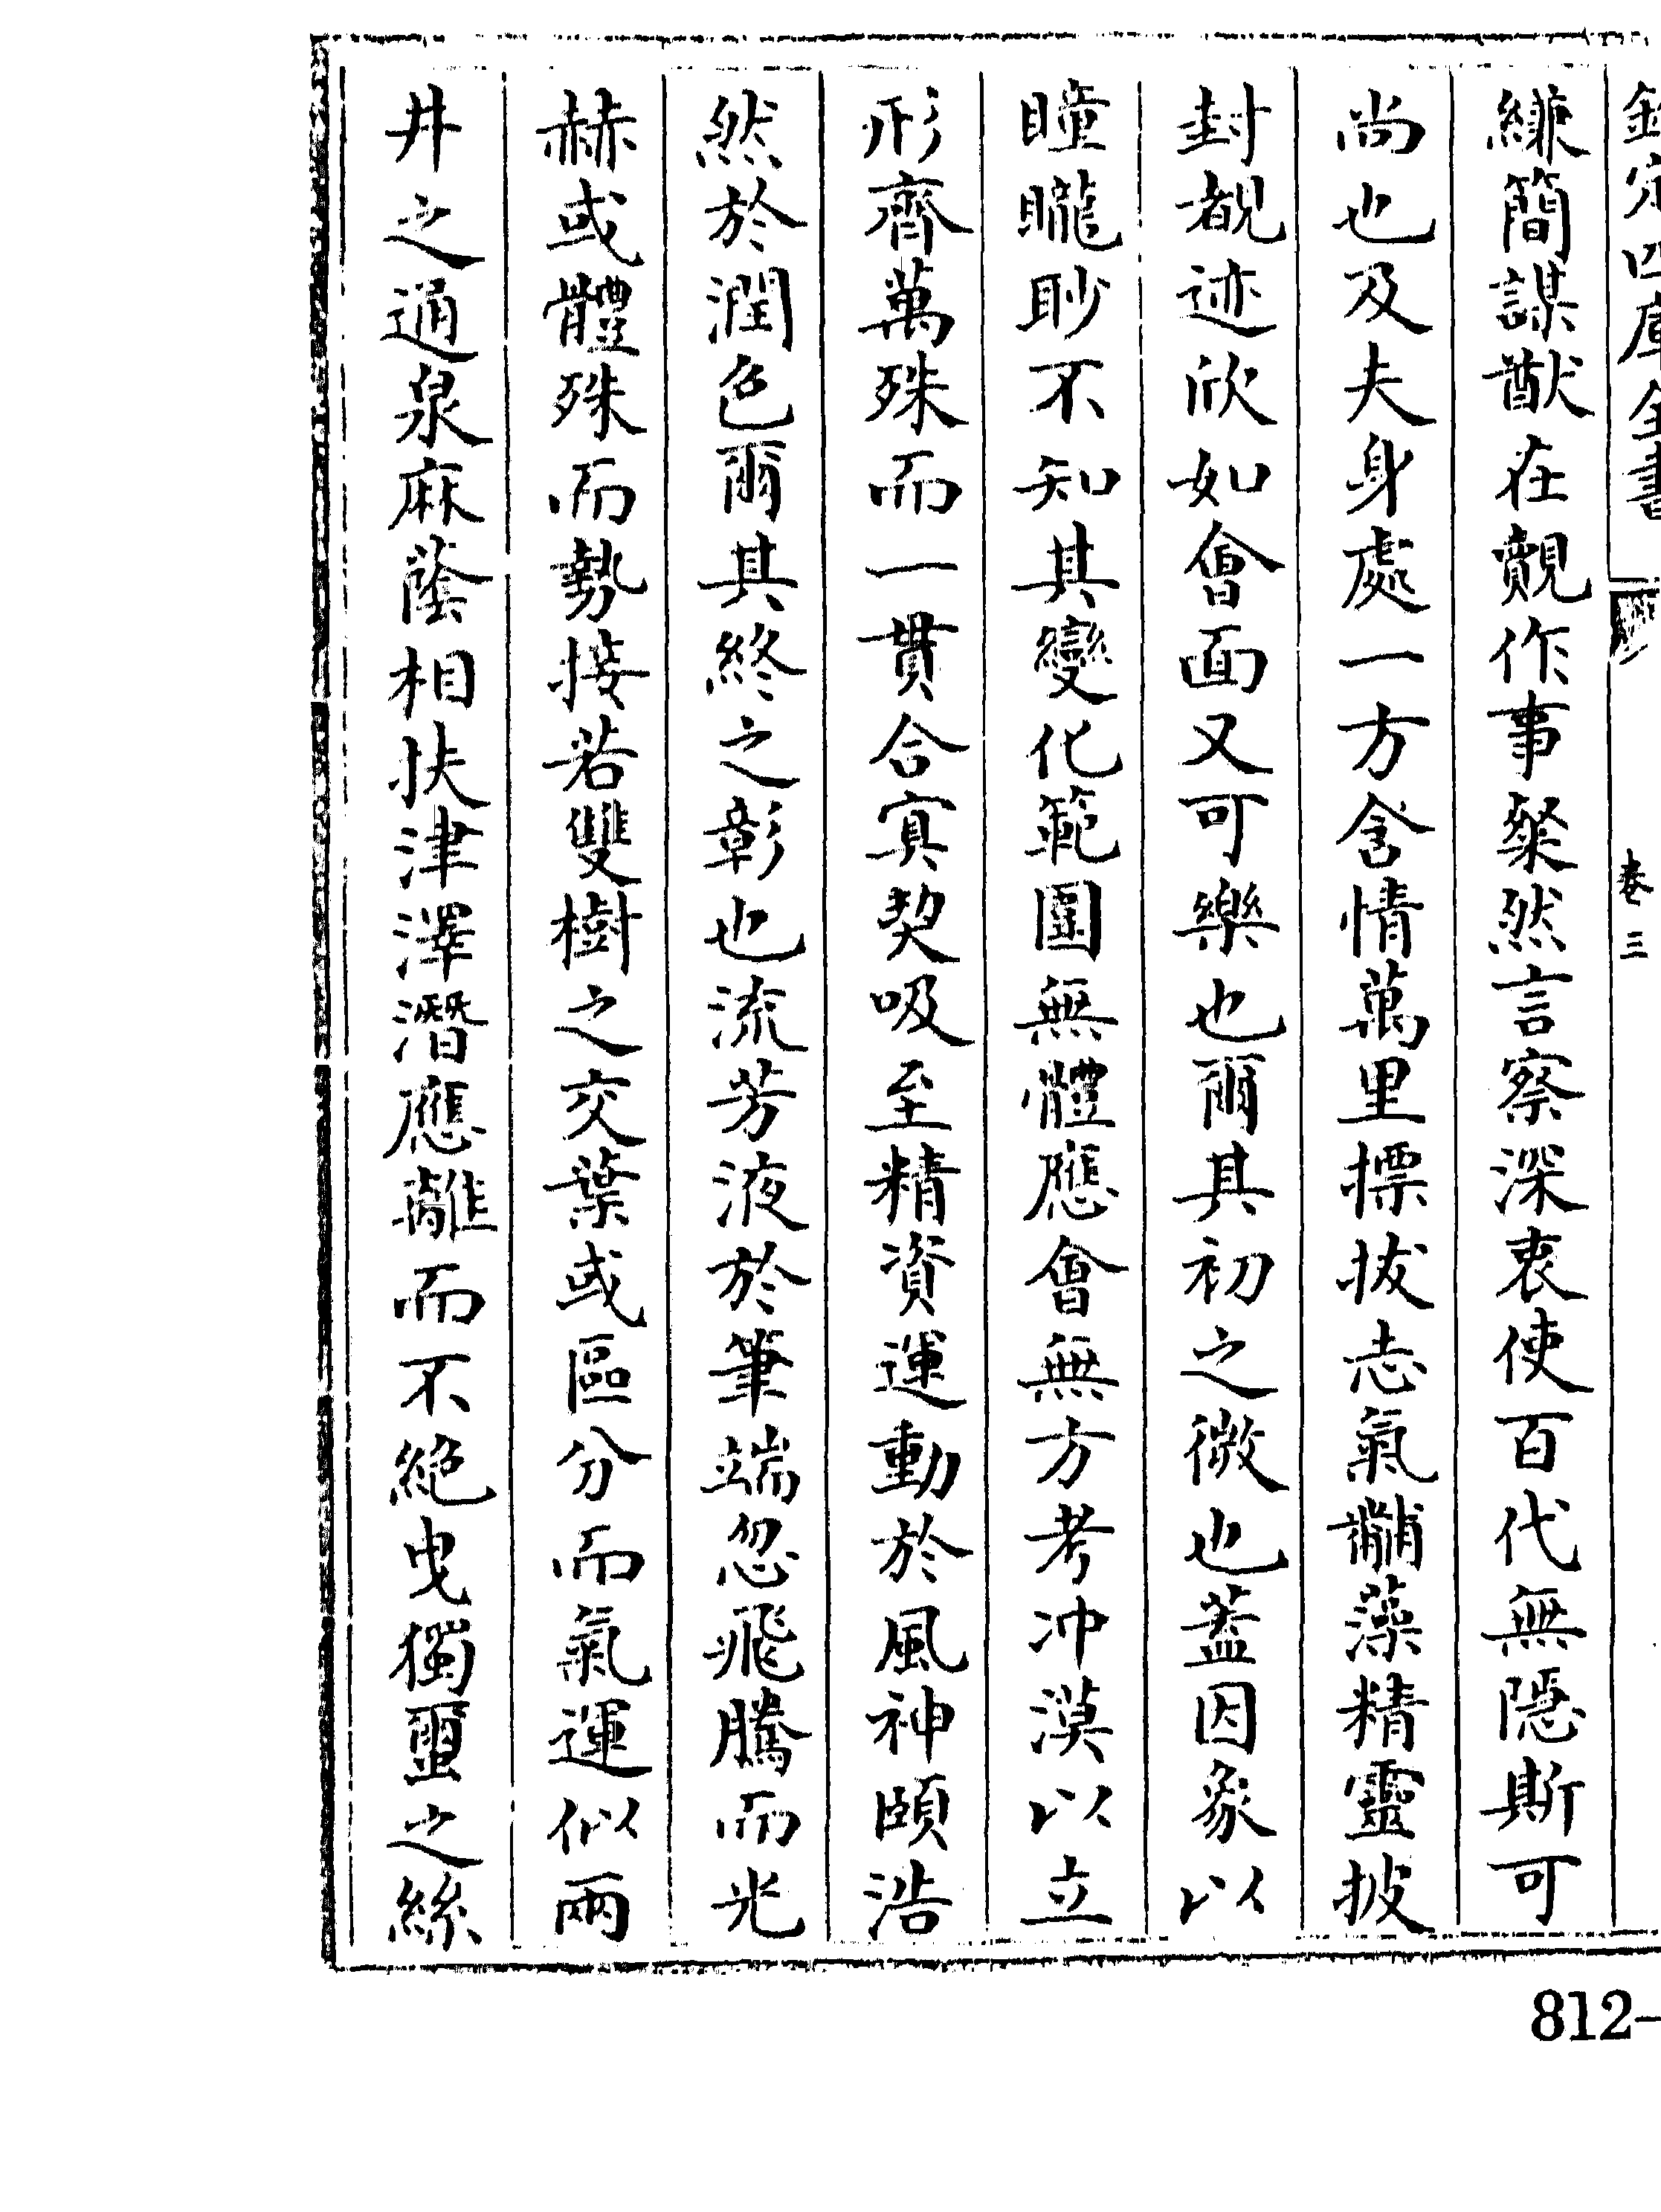 欽定四庫全書
卷三
縑簡謀猷在覿作事粲然言察深衷使百代無隱斯可
尚也及夫身處一方含情萬里摽拔志氣黼藻精靈披
封覩迹欣如會面又可樂也爾其初之微也葢因象以
瞳矓眇不知其變化範圍無體應會無方考冲漠以立
形齊萬殊而一貫合㝠契吸至精資運動於風神頤浩
然於潤色爾其終之彰也流芳液於筆端忽飛騰而光
赫或體殊而勢接若雙樹之交葉或區分而氣運似兩
井之通泉麻蔭相扶津澤潛應離而不絶曳獨蠒之絲
812-